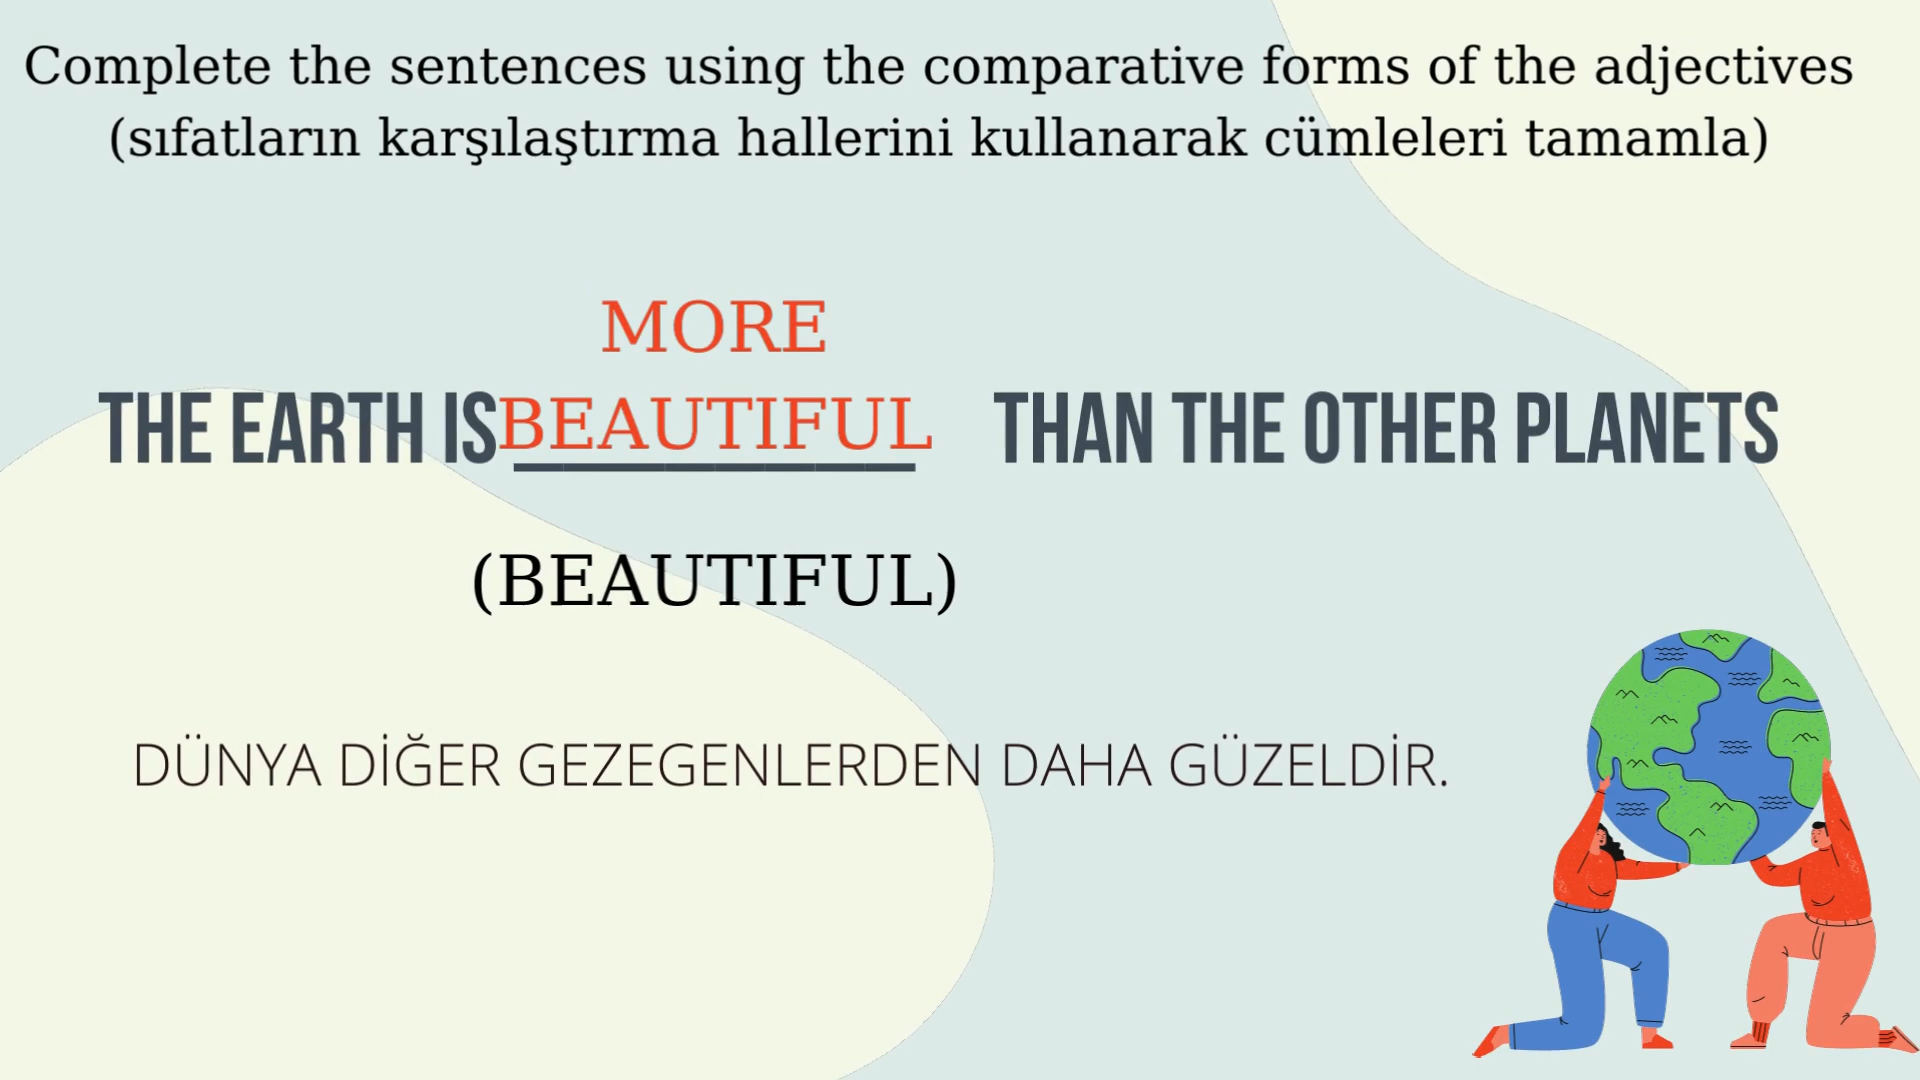 Complete the sentences using the comparative forms of the adjectives
(sıfatların karşılaştırma hallerini kullanarak cümleleri tamamla)
MORE
THE EARTH IS BEAUTIFUL THAN THE OTHER PLANETS
(BEAUTIFUL)
DÜNYA DİĞER GEZEGENLERDEN DAHA GÜZELDİR.